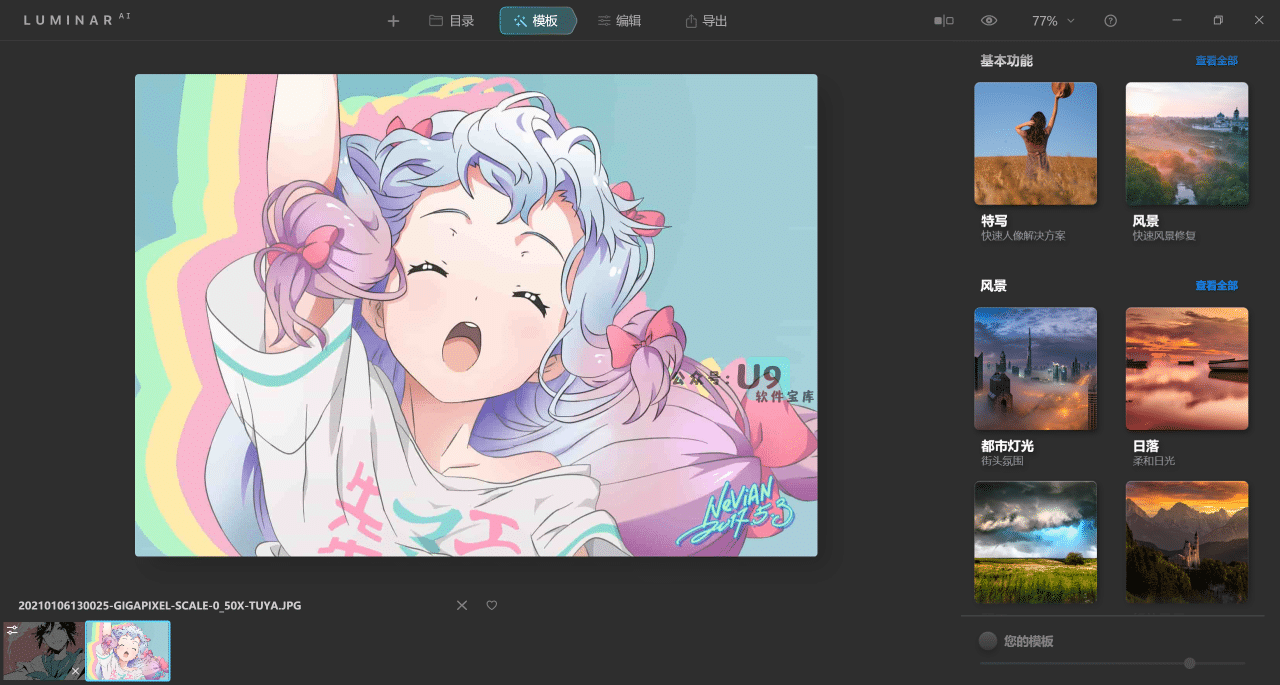 LUMINAR AI
目录
模板
编辑
导出
77%
基本功能
查看全部
特写
快速人像解决方案
风景
快速风景修复
风景
查看全部
都市灯光
街头氛围
日落
柔和日光
公众号：U9
软件宝库
NeViAN
2017.5.3
20210106130025-GIGAPIXEL-SCALE-0_50X-TUYA.JPG
您的模板